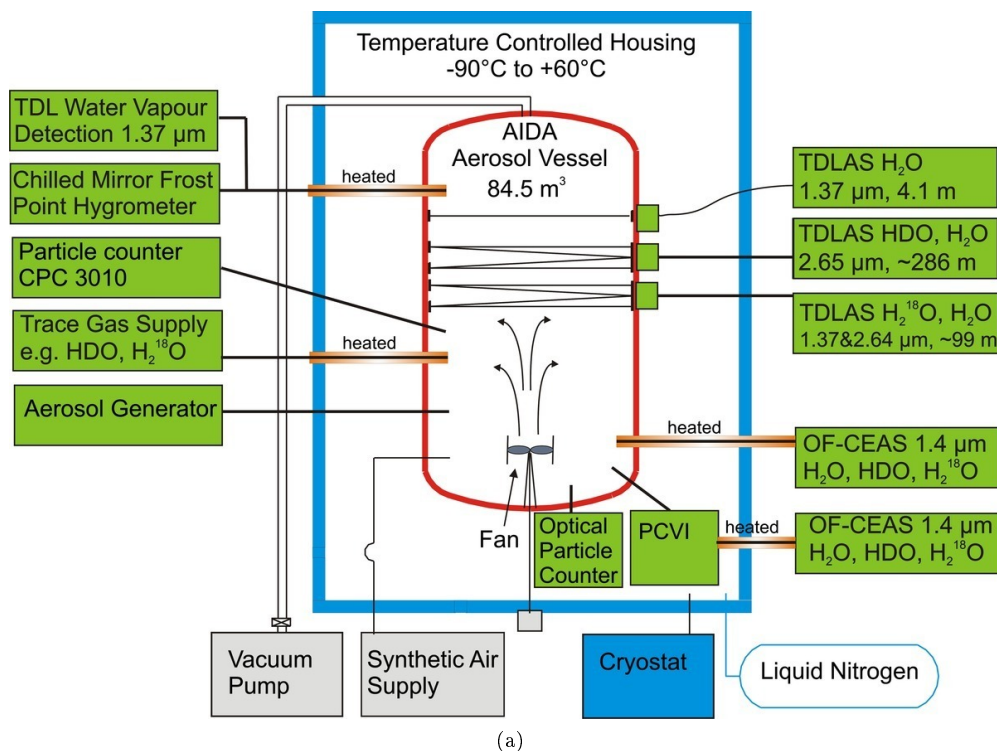 Temperature Controlled Housing
-90°C to +60°C
TDL Water Vapour
Detection 1.37 µm
Chilled Mirror Frost
Point Hygrometer
Particle counter
CPC 3010
Trace Gas Supply
e.g. HDO, H₂¹⁸O
Aerosol Generator
heated
heated
AIDA
Aerosol Vessel
84.5 m³
Fan
TDLAS H₂O
1.37 µm, 4.1 m
TDLAS HDO, H₂O
2.65 µm, ~286 m
TDLAS H₂¹⁸O, H₂O
1.37&2.64 µm, ~99 m
heated
OF-CEAS 1.4 µm
H₂O, HDO, H₂¹⁸O
Optical
Particle
Counter
PCVI
heated
OF-CEAS 1.4 µm
H₂O, HDO, H₂¹⁸O
Vacuum
Pump
Synthetic Air
Supply
Cryostat
Liquid Nitrogen
(a)